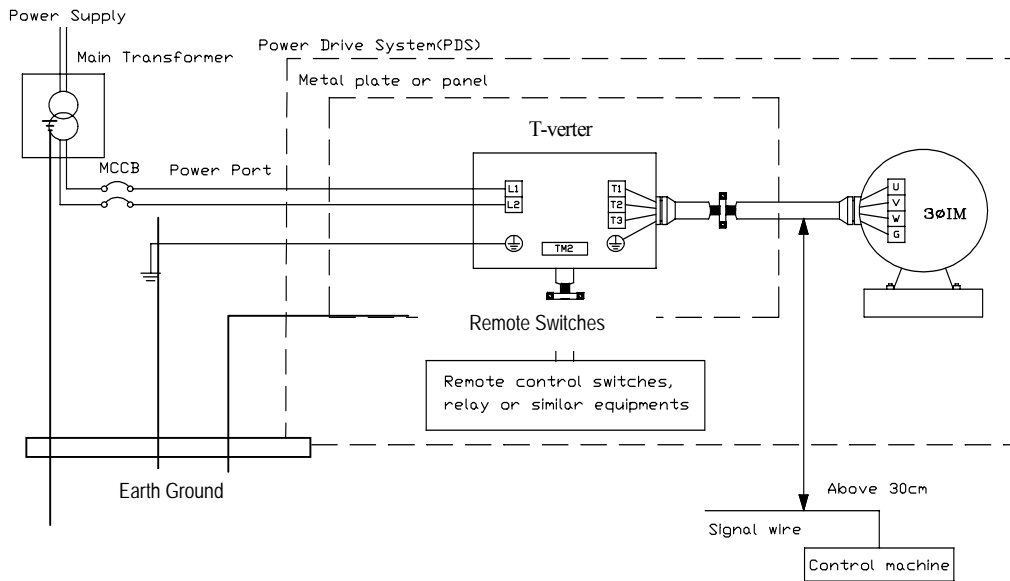 Power Supply
Main Transformer
Power Drive System(PDS)
Metal plate or panel
T-verter
MCCB
Power Port
L1
L2
T1
T2
T3
TM2
U
V
W
G
3øIM
Remote Switches
Remote control switches,
relay or similar equipments
Earth Ground
Above 30cm
Signal wire
Control machine